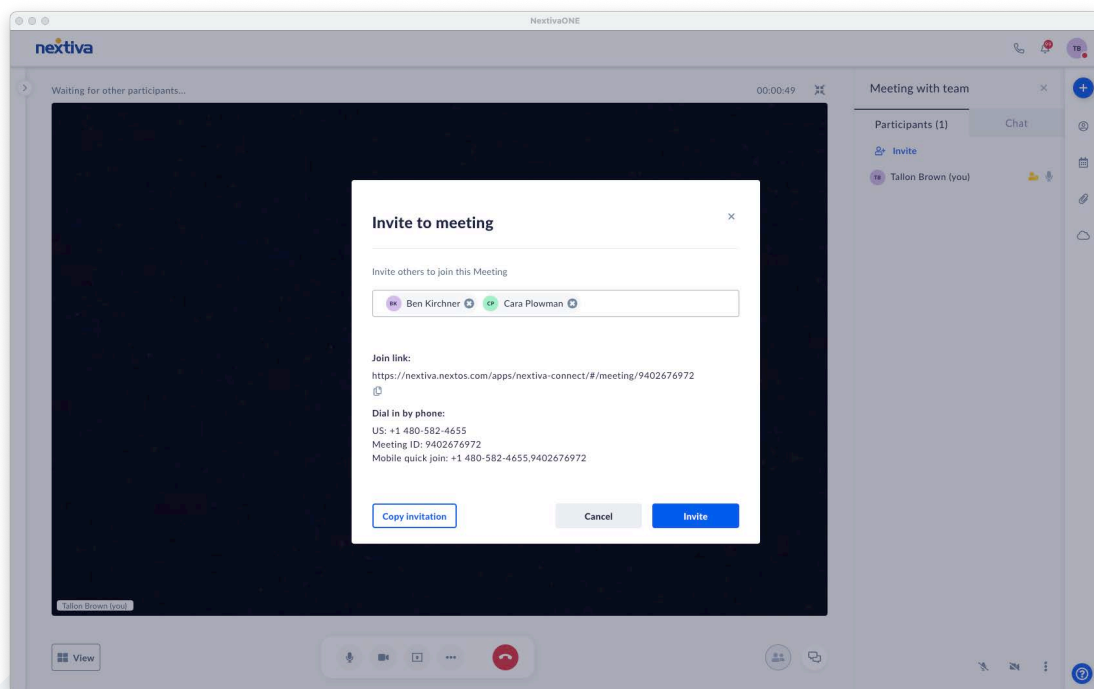 NextivaONE
nextiva
TB
Waiting for other participants...
00:00:49
Meeting with team
Participants (1)
Chat
Invite
TB Tallon Brown (you)
Invite to meeting
Invite others to join this Meeting
BK Ben Kirchner CP Cara Plowman
Join link:
https://nextiva.nextos.com/apps/nextiva-connect/#/meeting/9402676972
Dial in by phone:
US: +1 480-582-4655
Meeting ID: 9402676972
Mobile quick join: +1 480-582-4655,9402676972
Copy invitation
Cancel
Invite
Tallon Brown (you)
View